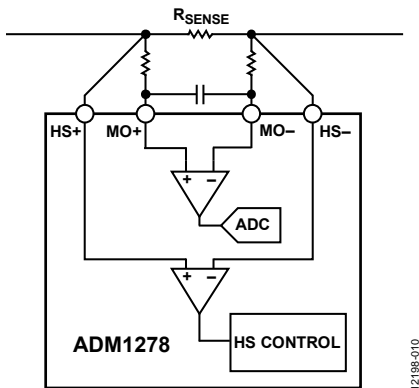 RSENSE
HS+ MO+ MO– HS–
+ –
ADC
+ –
ADM1278
HS CONTROL
12198-010